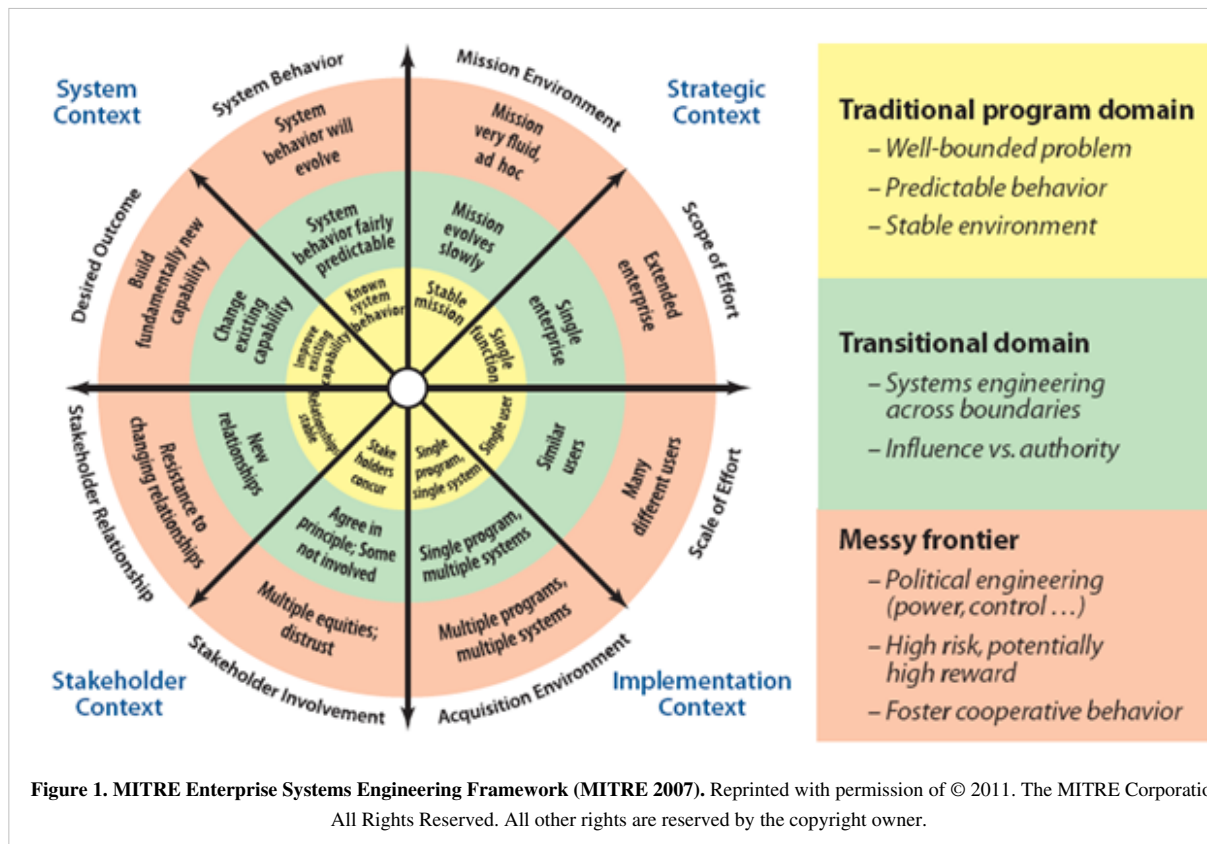 System
Context
System Behavior
Mission Environment
Strategic
Context
Desired Outcome
Scope of Effort
Stakeholder Relationship
Scale of Effort
Stakeholder
Context
Stakeholder Involvement
Acquisition Environment
Implementation
Context
System
behavior will
evolve
Mission
very fluid,
ad hoc
Build
fundamentally new
capability
Extended
enterprise
Resistance to
changing relationships
Many
different users
Multiple equities;
distrust
Multiple programs,
multiple systems
System
behavior fairly
predictable
Mission
evolves
slowly
Change
existing
capability
Single
enterprise
New
relationships
Similar
users
Agree in
principle; Some
not involved
Single program,
multiple systems
Known
system
behavior
Stable
mission
Improve
existing
capability
Single
function
Relationships
stable
Single user
Stake
holders
concur
Single
program,
single system
Traditional program domain
– Well-bounded problem
– Predictable behavior
– Stable environment
Transitional domain
– Systems engineering
across boundaries
– Influence vs. authority
Messy frontier
– Political engineering
(power, control …)
– High risk, potentially
high reward
– Foster cooperative behavior
Figure 1. MITRE Enterprise Systems Engineering Framework (MITRE 2007). Reprinted with permission of © 2011. The MITRE Corporatio
All Rights Reserved. All other rights are reserved by the copyright owner.